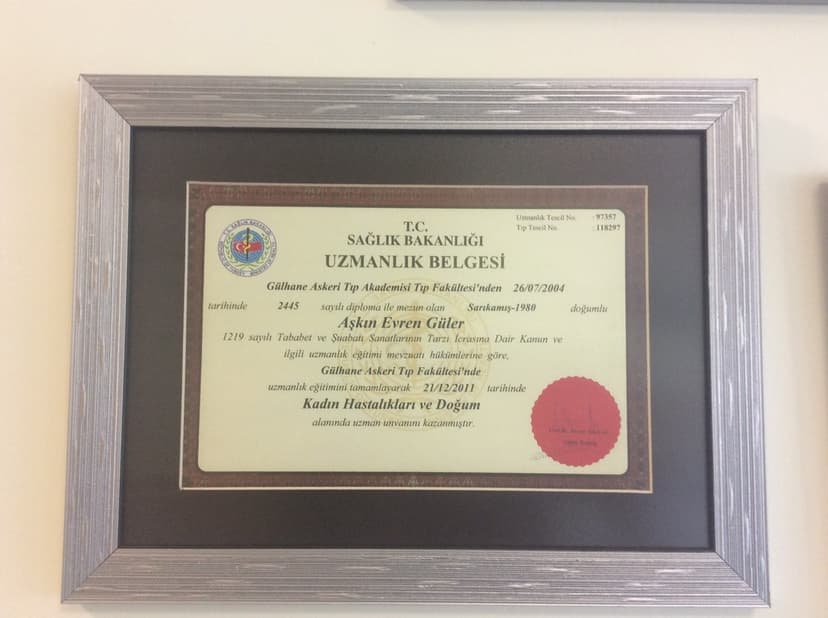 Uzmanlık Tescil No. : 97357
Tıp Tescil No. : 118297
T.C.
SAĞLIK BAKANLIĞI
UZMANLIK BELGESİ
Gülhane Askeri Tıp Akademisi Tıp Fakültesi'nden 26/07/2004
tarihinde 2445 sayılı diploma ile mezun olan Sarıkamış-1980 doğumlu
Aşkın Evren Güler
1219 sayılı Tababet ve Şuabatı Sanatlarının Tarzı İcrasına Dair Kanun ve
ilgili uzmanlık eğitimi mevzuatı hükümlerine göre,
Gülhane Askeri Tıp Fakültesi'nde
uzmanlık eğitimini tamamlayarak 21/12/2011 tarihinde
Kadın Hastalıkları ve Doğum
alanında uzman unvanını kazanmıştır.